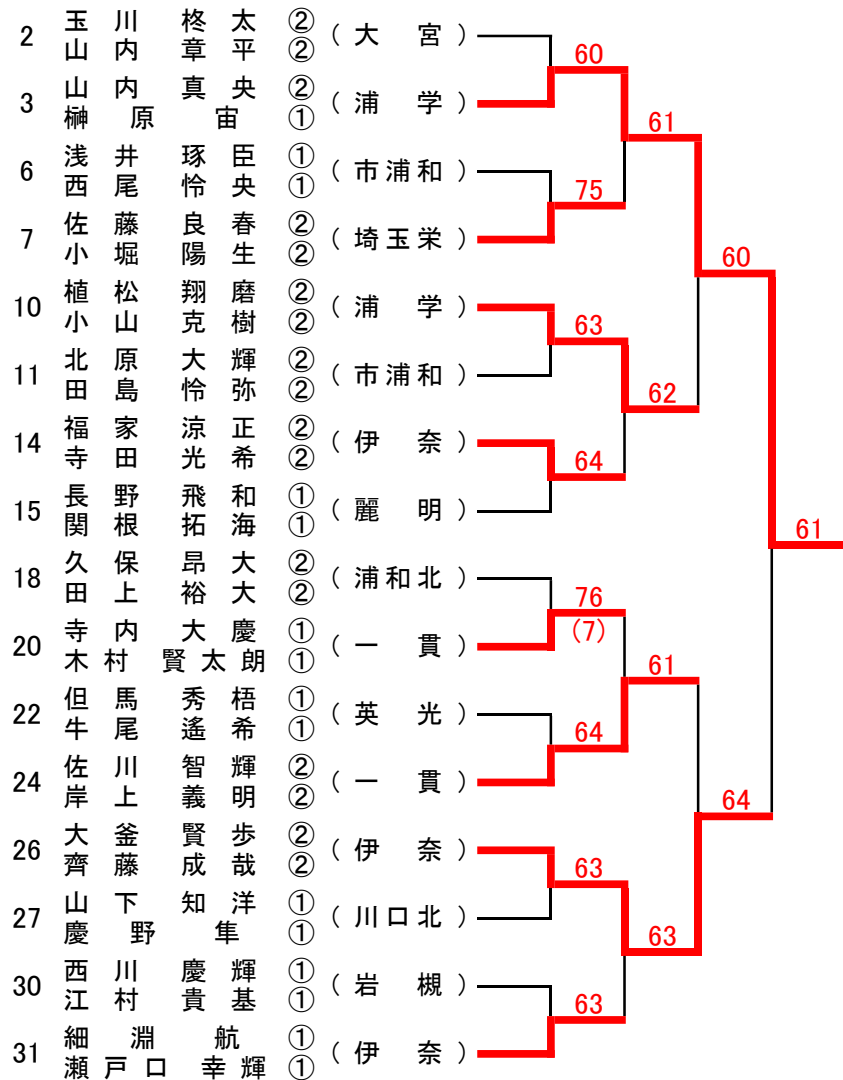 2 玉川 柊太 ② (大宮)
山内 章平 ②
60
3 山内 真央 ② (浦学)
榊原 宙 ①
61
6 浅井 琢臣 ① (市浦和)
西尾 怜央 ①
75
7 佐藤 良春 ② (埼玉栄)
小堀 陽生 ②
60
10 植松 翔磨 ② (浦学)
小山 克樹 ②
63
11 北原 大輝 ② (市浦和)
田島 怜弥 ②
62
14 福家 涼正 ② (伊奈)
寺田 光希 ②
64
15 長野 飛和 ① (麗明)
関根 拓海 ①
61
18 久保 昂大 ② (浦和北)
田上 裕大 ②
76
(7)
20 寺内 大慶 ① (一貫)
木村 賢太朗 ①
61
22 但馬 秀梧 ① (英光)
牛尾 遙希 ①
64
24 佐川 智輝 ② (一貫)
岸上 義明 ②
64
26 大釜 賢歩 ② (伊奈)
齊藤 成哉 ②
63
27 山下 知洋 ① (川口北)
慶野 隼 ①
63
30 西川 慶輝 ① (岩槻)
江村 貴基 ①
63
31 細淵 航 ① (伊奈)
瀬戸口 幸輝 ①